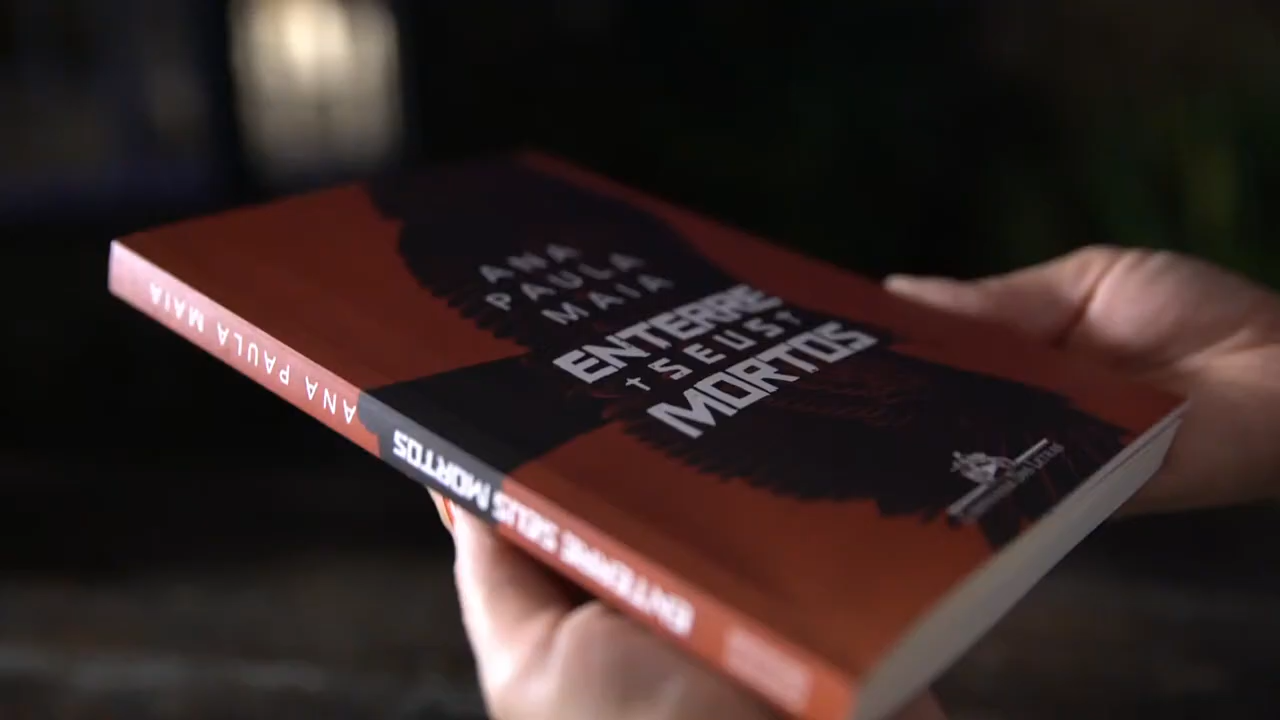 ANA
PAULA
MAIA
ENTERRE
†SEUS†
MORTOS
ANA PAULA MAIA
ENTERRE SEUS MORTOS